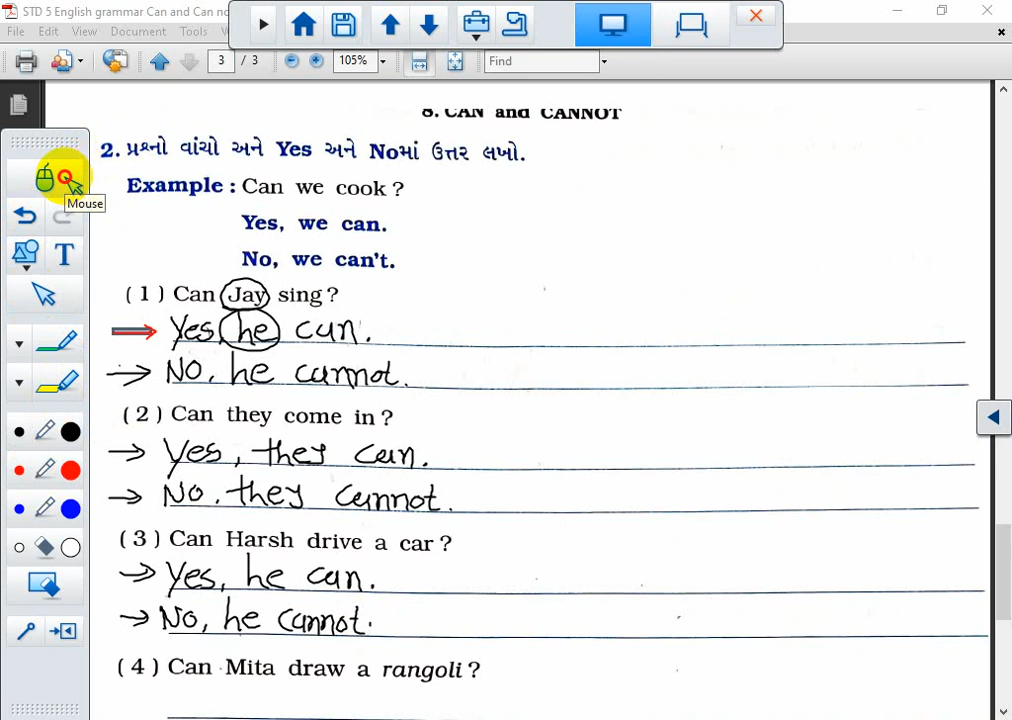 STD 5 English grammar Can and Can no
File Edit View Document Tools
3 / 3 105% Find
8. CAN and CANNOT
2. પ્રશ્નો વાંચો અને Yes અને Noમાં ઉત્તર લખો.
Mouse
Example : Can we cook ?
Yes, we can.
No, we can't.
( 1 ) Can Jay sing ?
Yes, he can.
No, he cannot.
( 2 ) Can they come in ?
Yes, they can.
No, they cannot.
( 3 ) Can Harsh drive a car ?
Yes, he can.
No, he cannot.
( 4 ) Can Mita draw a rangoli ?